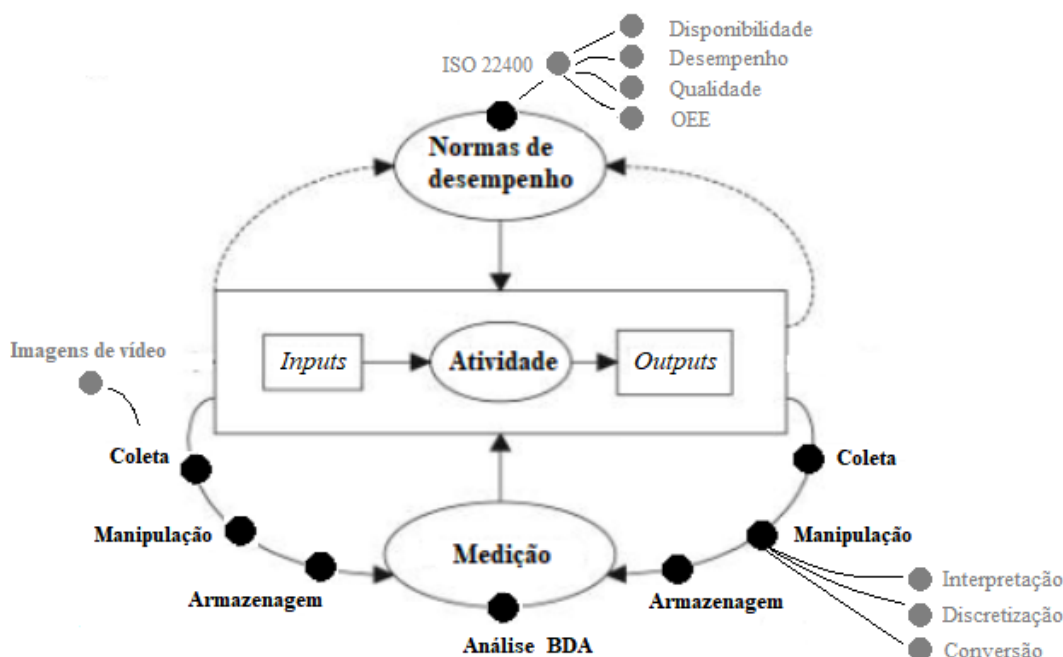 Disponibilidade
ISO 22400
Desempenho
Qualidade
OEE
Normas de
desempenho
Imagens de vídeo
Inputs
Atividade
Outputs
Coleta
Coleta
Manipulação
Manipulação
Medição
Armazenagem
Armazenagem
Interpretação
Discretização
Análise BDA
Conversão